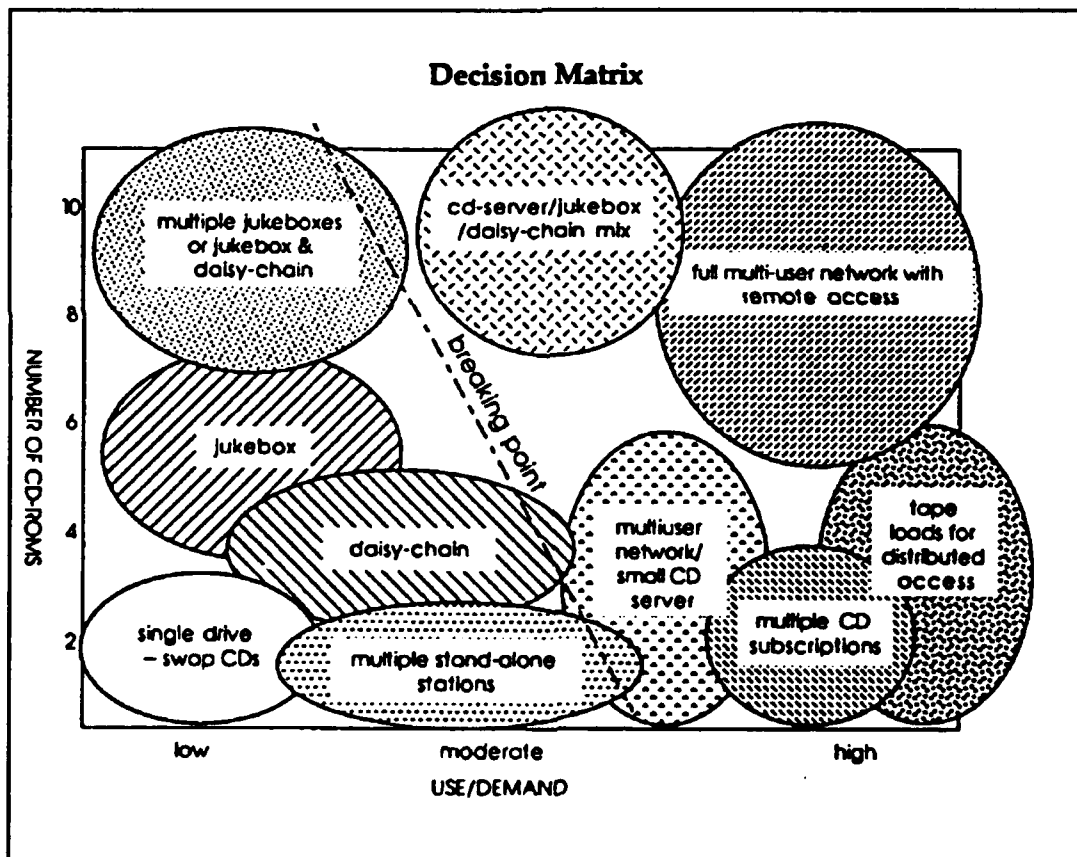 Decision Matrix
10
8
6
4
2
NUMBER OF CD-ROMS
multiple jukeboxes
or jukebox &
daisy-chain
cd-server/jukebox
/daisy-chain mix
full multi-user network with
remote access
breaking point
jukebox
daisy-chain
multiuser
network/
small CD
server
tape
loads for
distributed
access
single drive
– swap CDs
multiple stand-alone
stations
multiple CD
subscriptions
low
moderate
high
USE/DEMAND